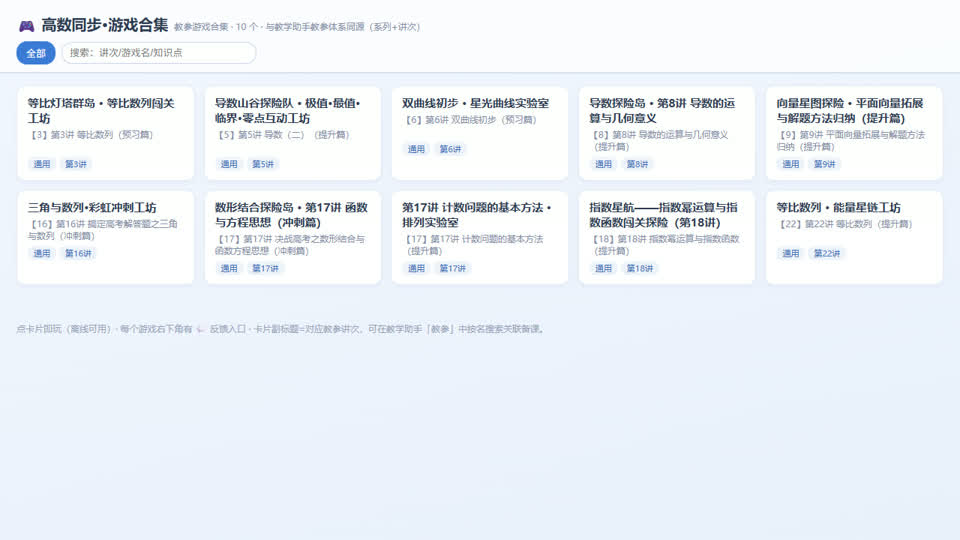 高数同步•游戏合集 教参游戏合集 · 10 个 · 与教学助手教参体系同源（系列+讲次）
全部 搜索：讲次/游戏名/知识点
等比灯塔群岛 • 等比数列闯关
工坊
【3】第3讲 等比数列（预习篇）
通用 第3讲
导数山谷探险队 • 极值•最值•
临界•零点互动工坊
【5】第5讲 导数（二）（提升篇）
通用 第5讲
双曲线初步 • 星光曲线实验室
【6】第6讲 双曲线初步（预习篇）
通用 第6讲
导数探险岛 • 第8讲 导数的运
算与几何意义
【8】第8讲 导数的运算与几何意义
（提升篇）
通用 第8讲
向量星图探险 • 平面向量拓展
与解题方法归纳（提升篇）
【9】第9讲 平面向量拓展与解题方法
归纳（提升篇）
通用 第9讲
三角与数列•彩虹冲刺工坊
【16】第16讲 搞定高考解答题之三角
与数列（冲刺篇）
通用 第16讲
数形结合探险岛 • 第17讲 函数
与方程思想（冲刺篇）
【17】第17讲 决战高考之数形结合与
函数方程思想（冲刺篇）
通用 第17讲
第17讲 计数问题的基本方法 •
排列实验室
【17】第17讲 计数问题的基本方法
（提升篇）
通用 第17讲
指数星航——指数幂运算与指
数函数闯关探险（第18讲）
【18】第18讲 指数幂运算与指数函数
（提升篇）
通用 第18讲
等比数列 • 能量星链工坊
【22】第22讲 等比数列（提升篇）
通用 第22讲
点卡片即玩（离线可用）· 每个游戏右下角有 反馈入口 · 卡片副标题=对应教参讲次，可在学助手「教参」中按名搜索关联备课。